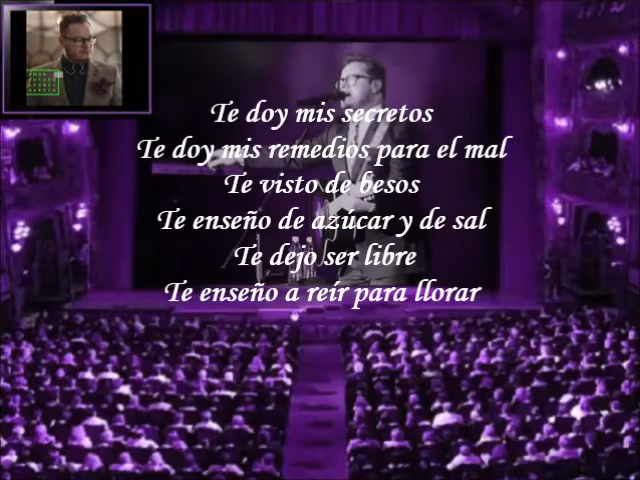 Te doy mis secretos
Te doy mis remedios para el mal
Te visto de besos
Te enseño de azúcar y de sal
Te dejo ser libre
Te enseño a reír para llorar